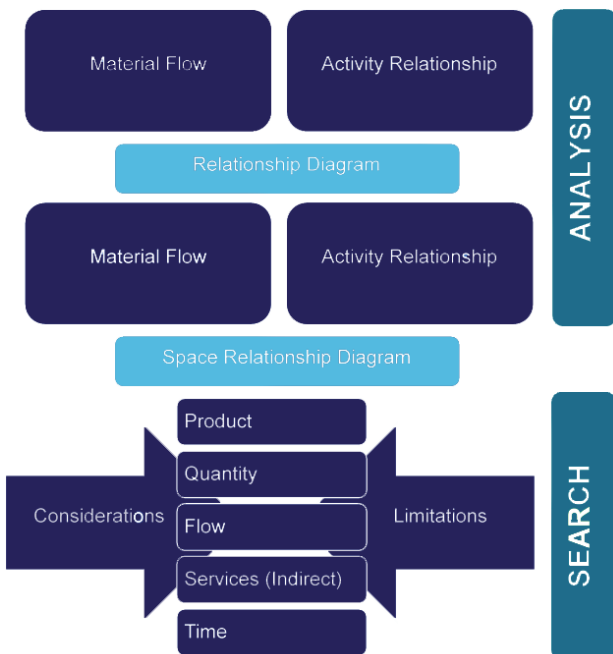 Material Flow
Activity Relationship
Relationship Diagram
Material Flow
Activity Relationship
Space Relationship Diagram
ANALYSIS
Product
Quantity
Considerations
Flow
Limitations
Services (Indirect)
Time
SEARCH